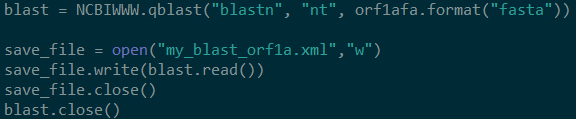 blast = NCBIWWW.qblast("blastn", "nt", orf1afa.format("fasta"))
save_file = open("my_blast_orf1a.xml","w")
save_file.write(blast.read())
save_file.close()
blast.close()